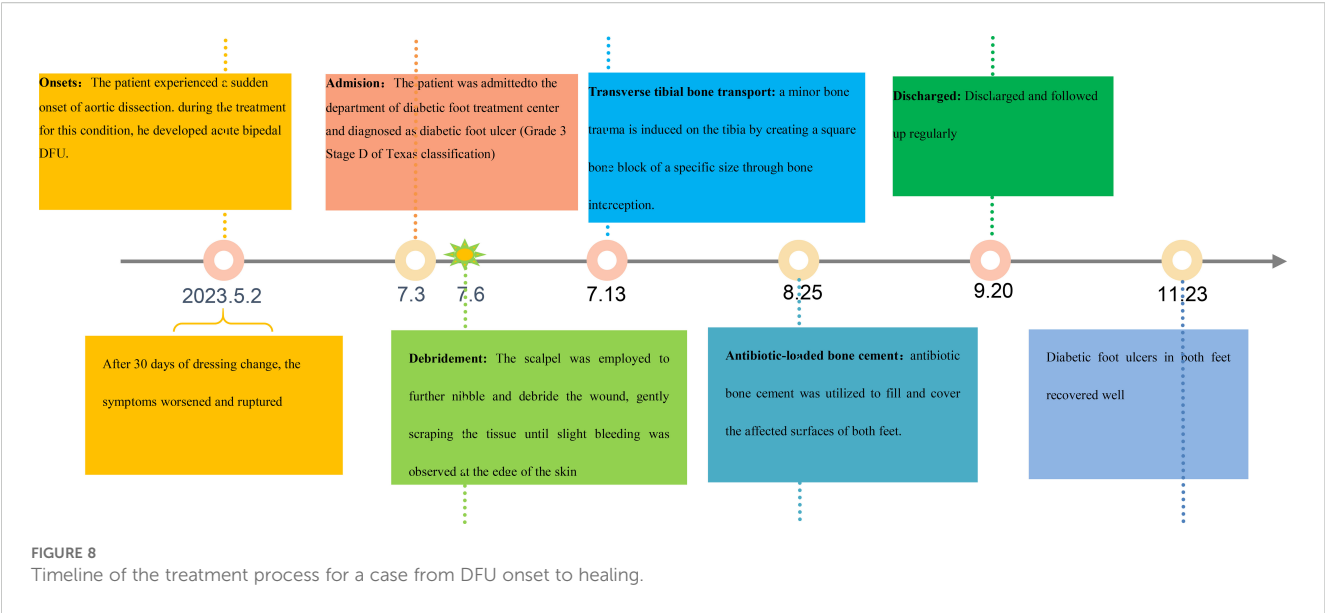 Onsets: The patient experienced a sudden
onset of aortic dissection. during the treatment
for this condition, he developed acute bipedal
DFU.
Admision: The patient was admittedto the
department of diabetic foot treatment center
and diagnosed as diabetic foot ulcer (Grade 3
Stage D of Texas classification)
Transverse tibial bone transport: a minor bone
trauma is induced on the tibia by creating a square
bone block of a specific size through bone
interception.
Discharged: Discharged and followed
up regularly
2023.5.2
7.3
7.6
7.13
8.25
9.20
11.23
After 30 days of dressing change, the
symptoms worsened and ruptured
Debridement: The scalpel was employed to
further nibble and debride the wound, gently
scraping the tissue until slight bleeding was
observed at the edge of the skin
Antibiotic-loaded bone cement: antibiotic
bone cement was utilized to fill and cover
the affected surfaces of both feet.
Diabetic foot ulcers in both feet
recovered well
FIGURE 8
Timeline of the treatment process for a case from DFU onset to healing.